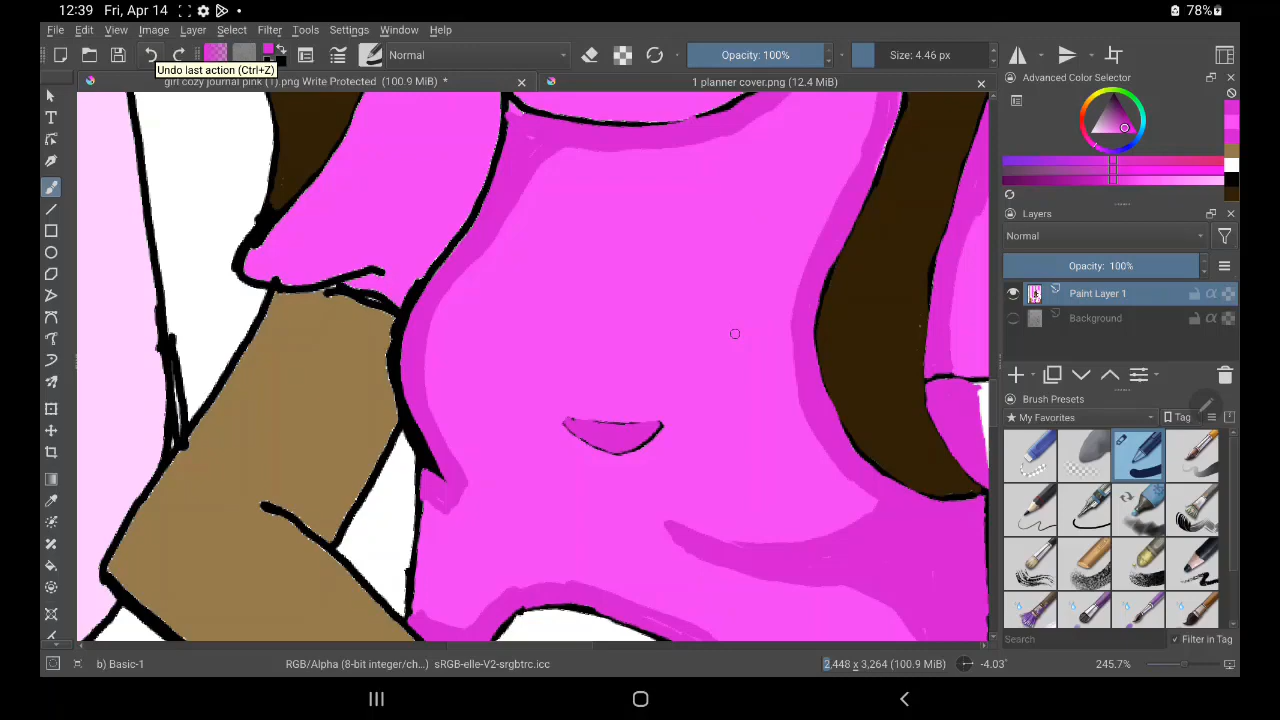 12:39 Fri, Apr 14
78%
File Edit View Image Layer Select Filter Tools Settings Window Help
Normal
Opacity: 100%
Size: 4.46 px
Undo last action (Ctrl+Z)
girl cozy journal pink (1).png Write Protected (100.9 MiB) *
1 planner cover.png (12.4 MiB)
Advanced Color Selector
Layers
Normal
Opacity: 100%
Paint Layer 1
Background
Brush Presets
My Favorites
Tag
Search
Filter in Tag
b) Basic-1
RGB/Alpha (8-bit integer/ch...) sRGB-elle-V2-srgbtrc.icc
2,448 x 3,264 (100.9 MiB)
-4.03°
245.7%